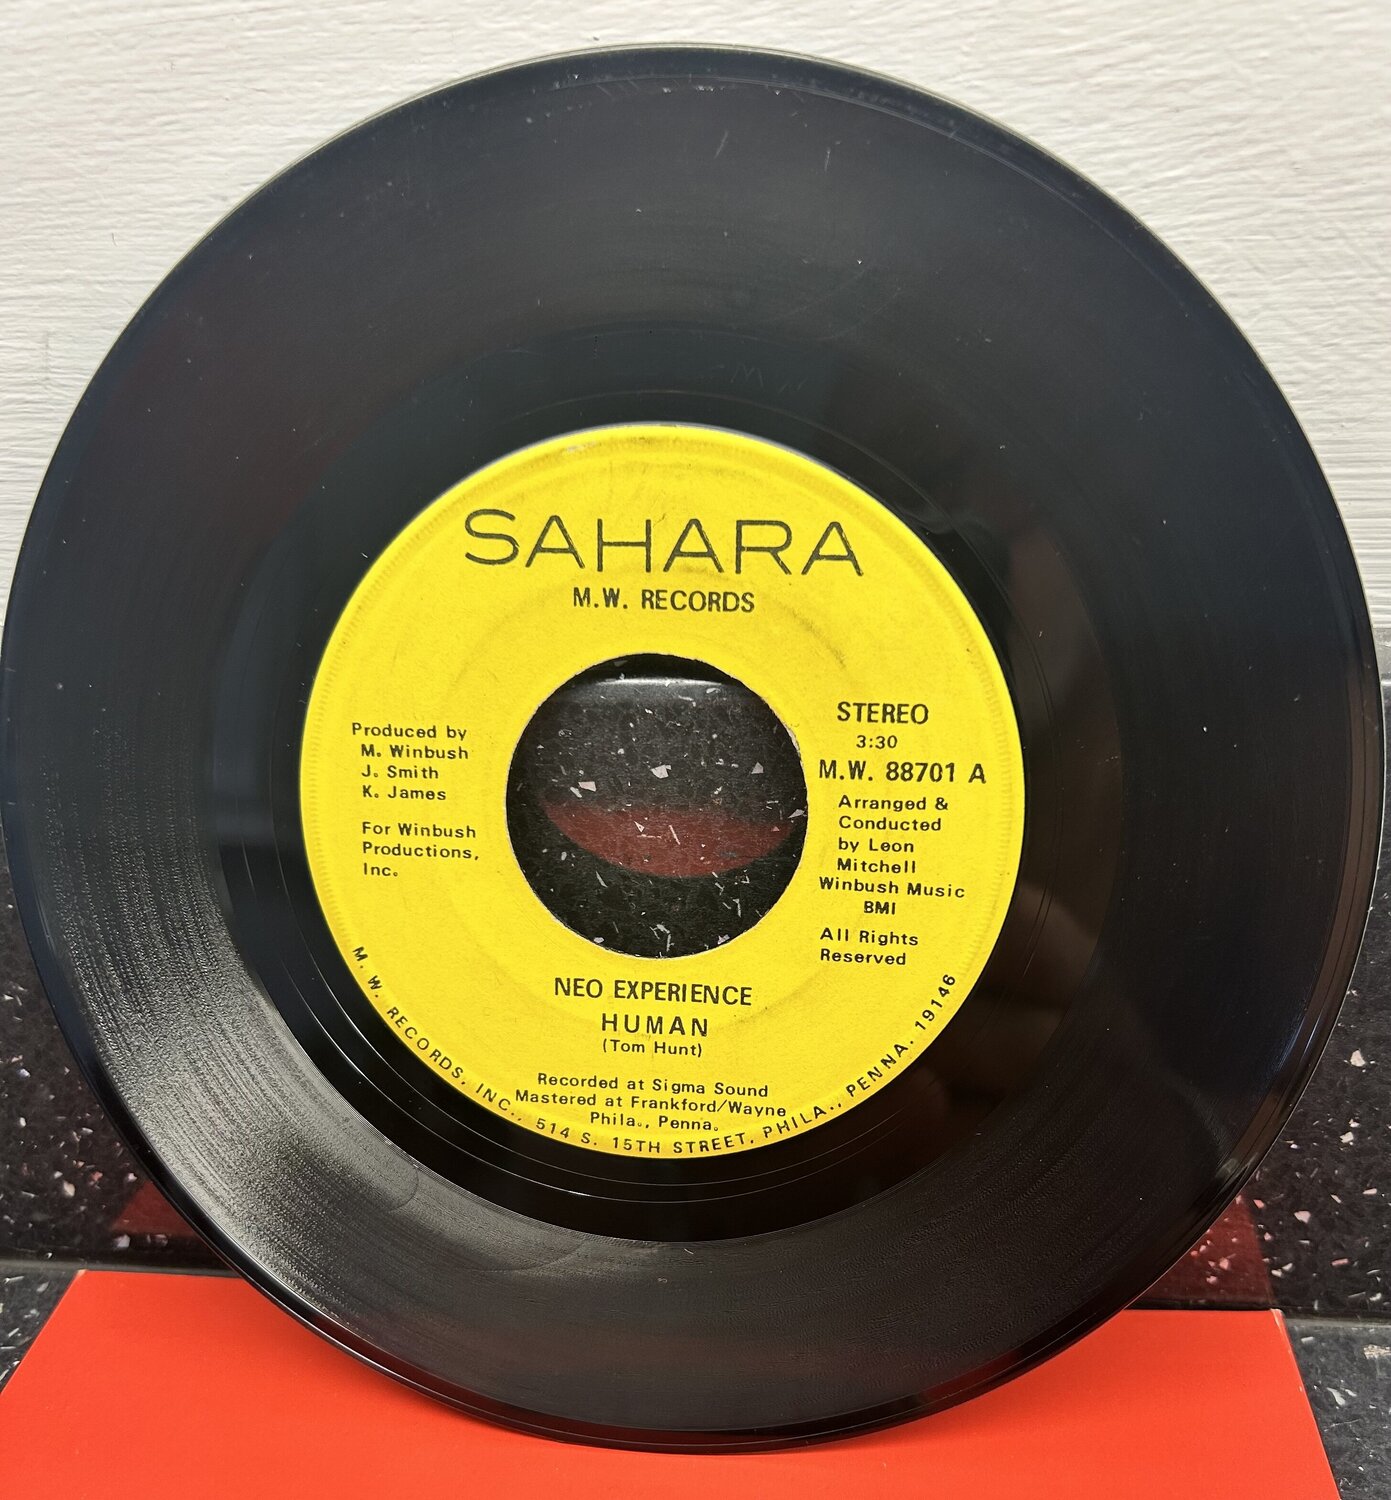 SAHARA
M.W. RECORDS
Produced by
M. Winbush
J. Smith
K. James
For Winbush
Productions,
Inc.
STEREO
3:30
M.W. 88701 A
Arranged &
Conducted
by Leon
Mitchell
Winbush Music
BMI
All Rights
Reserved
NEO EXPERIENCE
HUMAN
(Tom Hunt)
Recorded at Sigma Sound
Mastered at Frankford/Wayne
Phila., Penna.
M. W. RECORDS, INC., 514 S. 15TH STREET, PHILA., PENNA. 19146